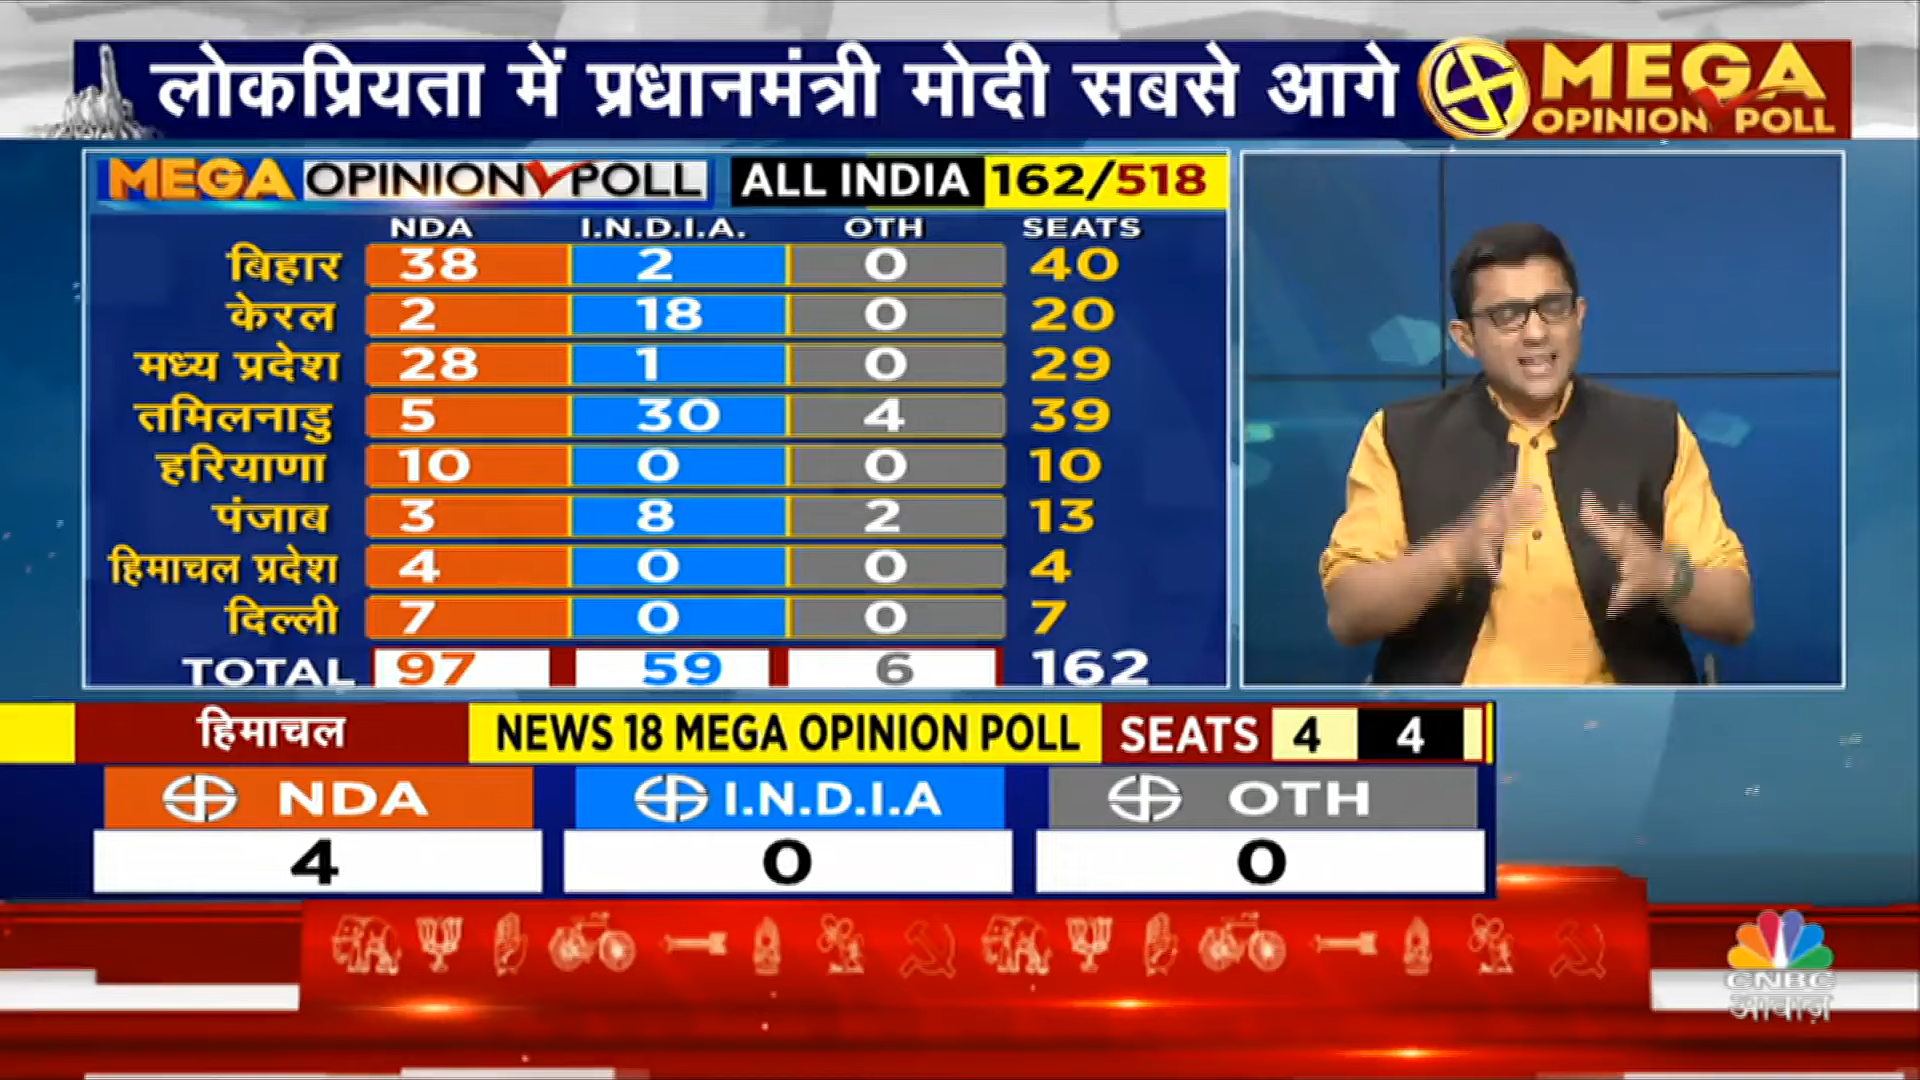 लोकप्रियता में प्रधानमंत्री मोदी सबसे आगे
MEGA
OPINION POLL
MEGA OPINION POLL ALL INDIA 162/518
NDA I.N.D.I.A. OTH SEATS
बिहार 38 2 0 40
केरल 2 18 0 20
मध्य प्रदेश 28 1 0 29
तमिलनाडु 5 30 4 39
हरियाणा 10 0 0 10
पंजाब 3 8 2 13
हिमाचल प्रदेश 4 0 0 4
दिल्ली 7 0 0 7
TOTAL 97 59 6 162
हिमाचल NEWS 18 MEGA OPINION POLL SEATS 4 4
NDA I.N.D.I.A OTH
4 0 0
CNBC
आवाज़